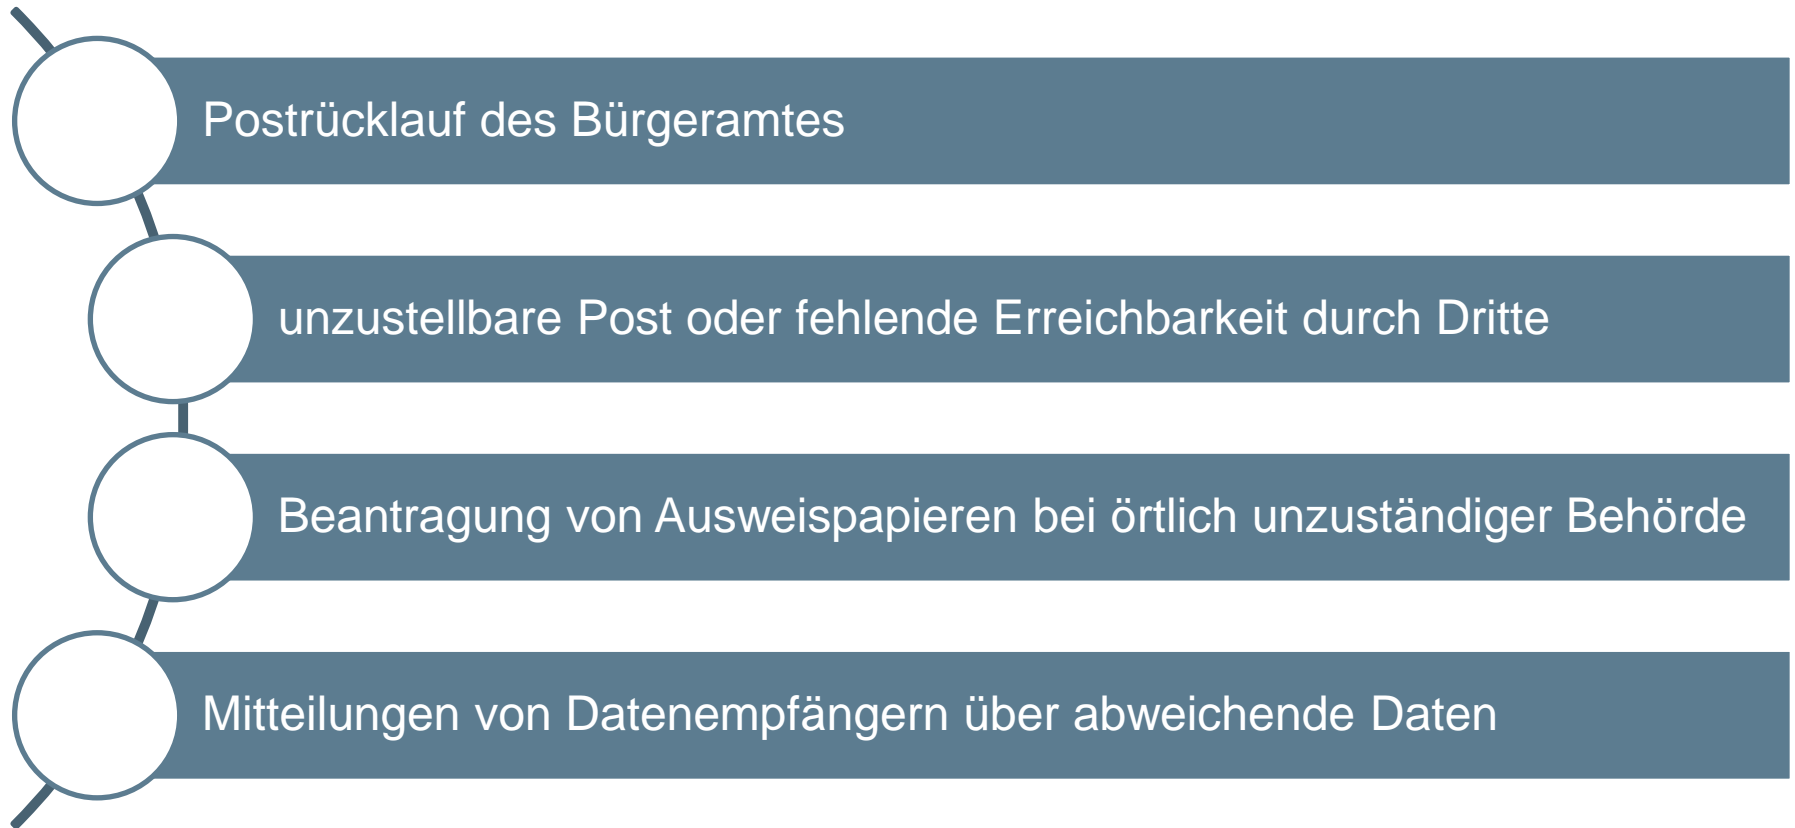 Postrücklauf des Bürgeramtes
unzustellbare Post oder fehlende Erreichbarkeit durch Dritte
Beantragung von Ausweispapieren bei örtlich unzuständiger Behörde
Mitteilungen von Datenempfängern über abweichende Daten